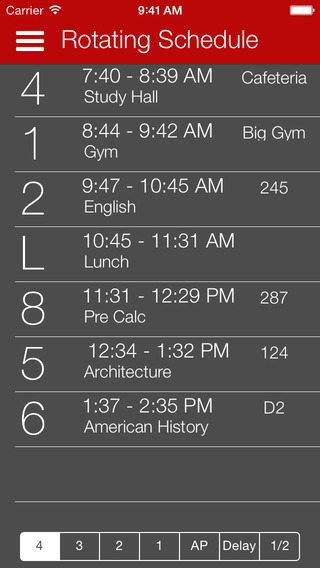 Carrier 9:41 AM
Rotating Schedule
4 7:40 - 8:39 AM Cafeteria
Study Hall
1 8:44 - 9:42 AM Big Gym
Gym
2 9:47 - 10:45 AM 245
English
L 10:45 - 11:31 AM
Lunch
8 11:31 - 12:29 PM 287
Pre Calc
5 12:34 - 1:32 PM 124
Architecture
6 1:37 - 2:35 PM D2
American History
4 3 2 1 AP Delay 1/2